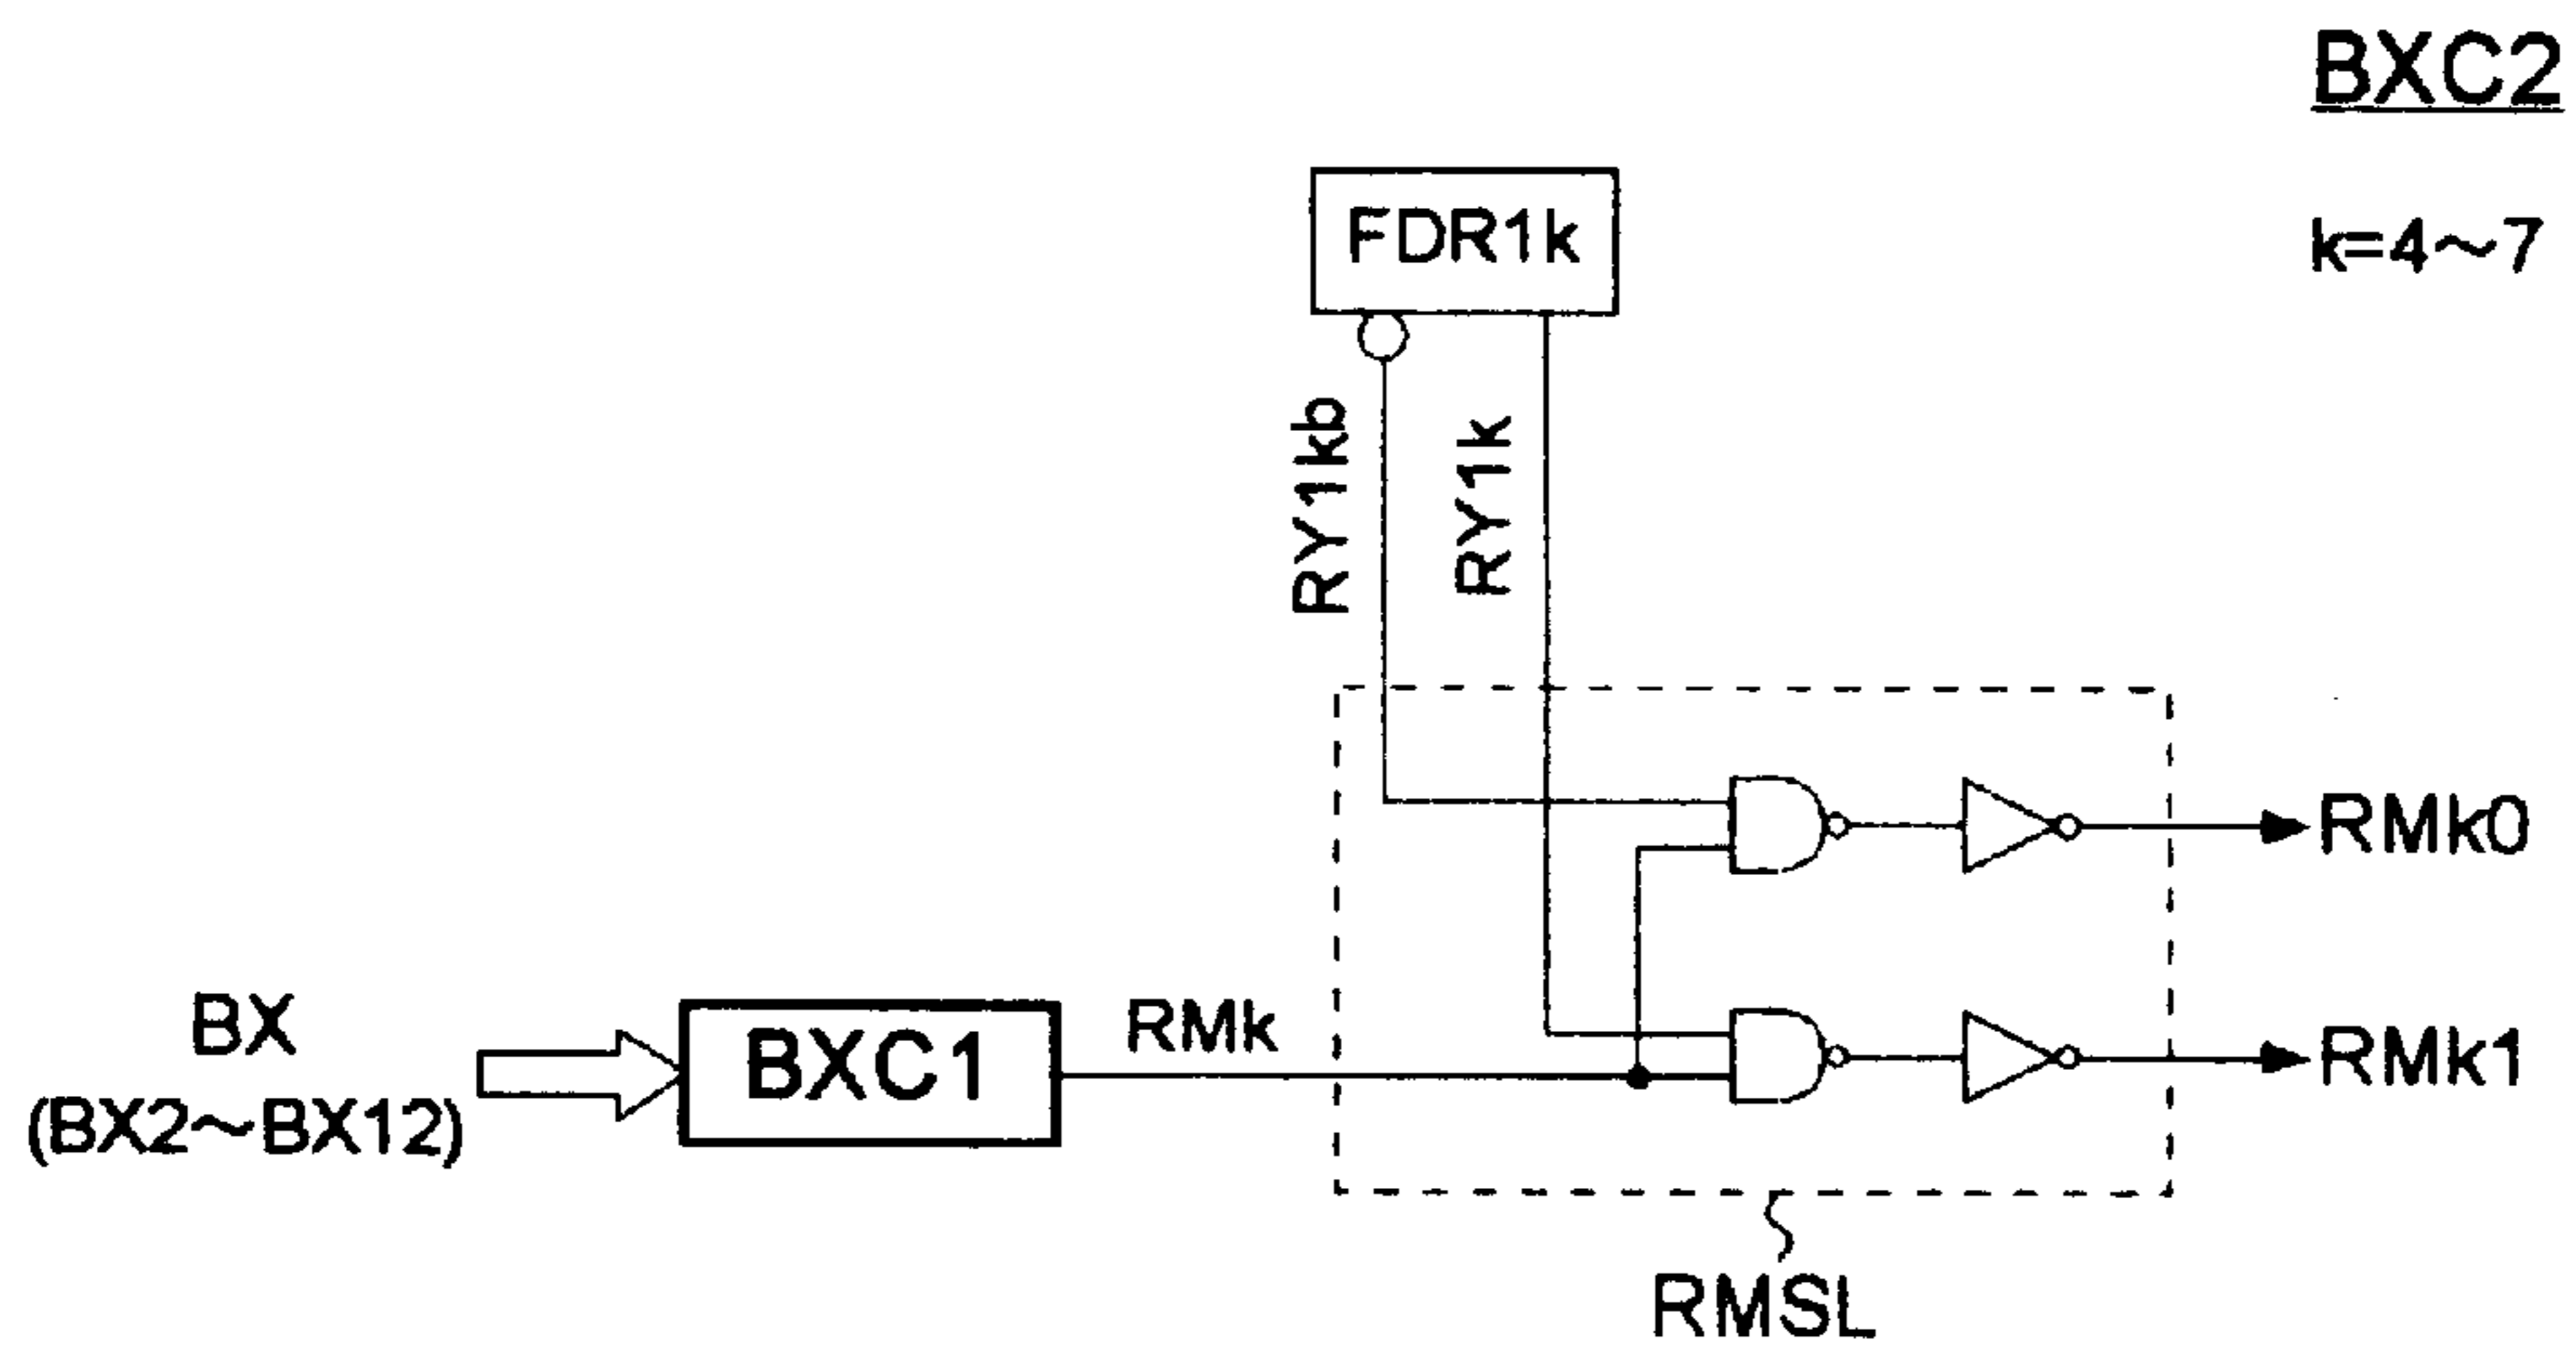 BXC2
k=4～7
FDR1k
RY1kb
RY1k
RMk0
BX
(BX2～BX12)
BXC1
RMk
RMk1
RMSL